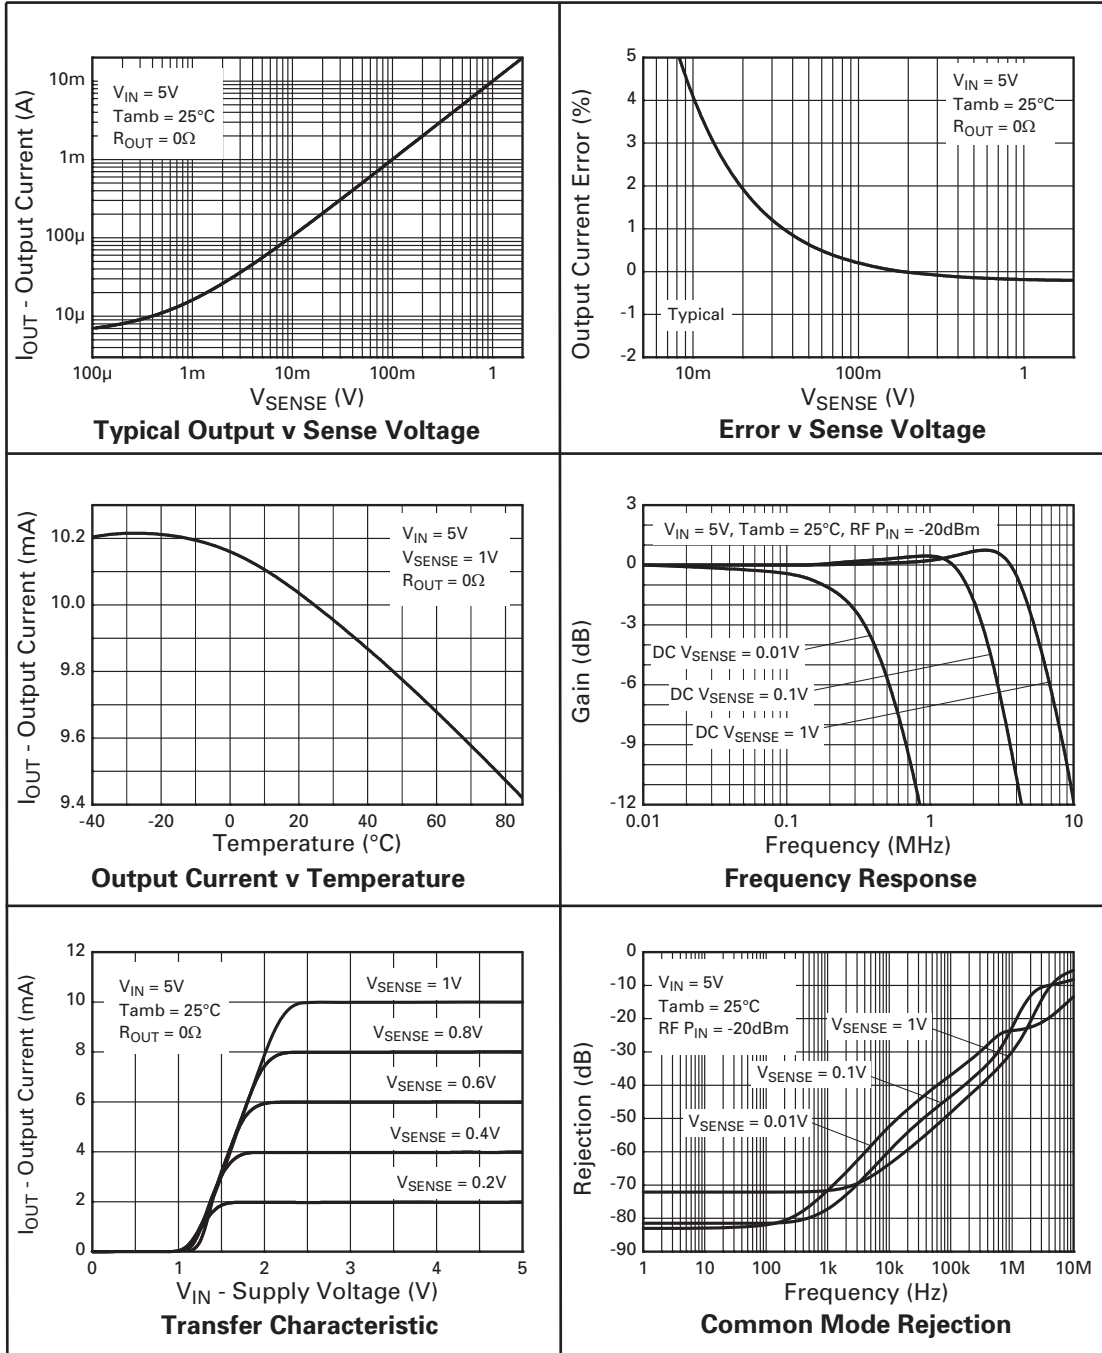 I_OUT - Output Current (A)
10m
1m
100µ
10µ
V_IN = 5V
Tamb = 25°C
R_OUT = 0Ω
100µ
1m
10m
100m
1
V_SENSE (V)
Typical Output v Sense Voltage
Output Current Error (%)
5
4
3
2
1
0
-1
-2
V_IN = 5V
Tamb = 25°C
R_OUT = 0Ω
Typical
10m
100m
1
V_SENSE (V)
Error v Sense Voltage
I_OUT - Output Current (mA)
10.2
10.0
9.8
9.6
9.4
V_IN = 5V
V_SENSE = 1V
R_OUT = 0Ω
-40
-20
0
20
40
60
80
Temperature (°C)
Output Current v Temperature
Gain (dB)
3
0
-3
-6
-9
-12
V_IN = 5V, Tamb = 25°C, RF P_IN = -20dBm
DC V_SENSE = 0.01V
DC V_SENSE = 0.1V
DC V_SENSE = 1V
0.01
0.1
1
10
Frequency (MHz)
Frequency Response
I_OUT - Output Current (mA)
12
10
8
6
4
2
0
V_IN = 5V
Tamb = 25°C
R_OUT = 0Ω
V_SENSE = 1V
V_SENSE = 0.8V
V_SENSE = 0.6V
V_SENSE = 0.4V
V_SENSE = 0.2V
0
1
2
3
4
5
V_IN - Supply Voltage (V)
Transfer Characteristic
Rejection (dB)
0
-10
-20
-30
-40
-50
-60
-70
-80
-90
V_IN = 5V
Tamb = 25°C
RF P_IN = -20dBm
V_SENSE = 1V
V_SENSE = 0.1V
V_SENSE = 0.01V
1
10
100
1k
10k
100k
1M
10M
Frequency (Hz)
Common Mode Rejection